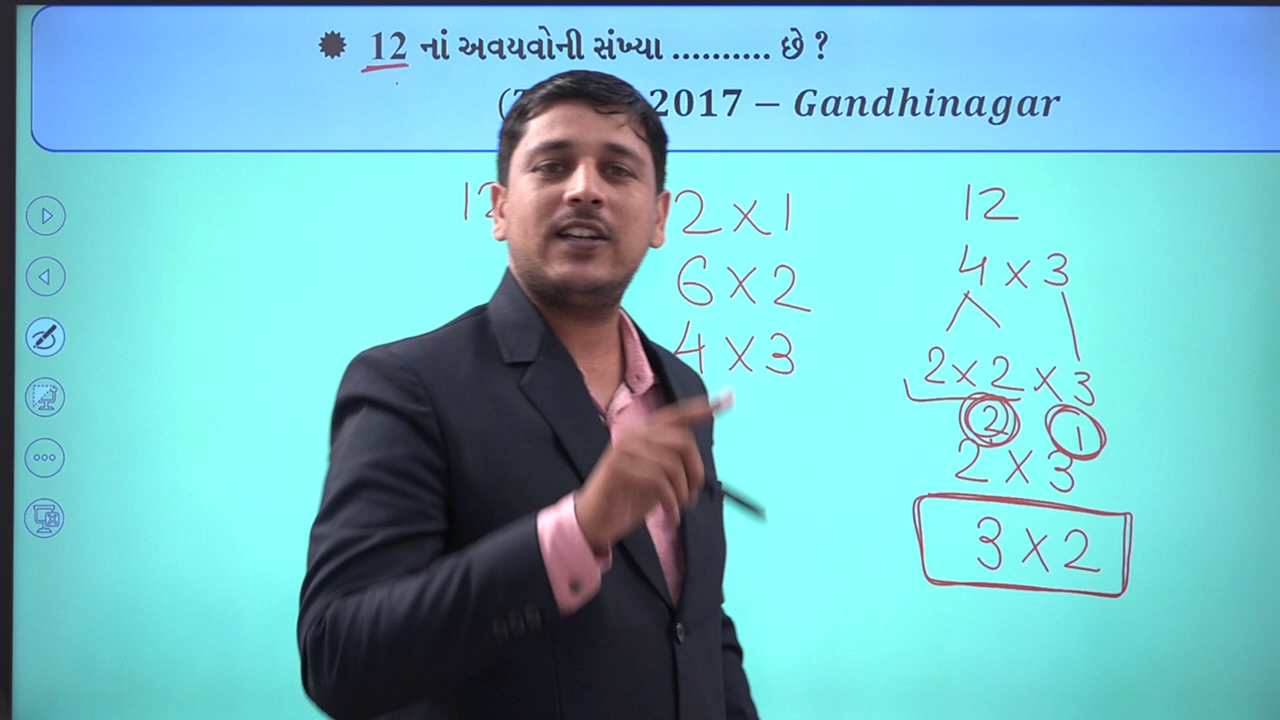 12 નાં અવયવોની સંખ્યા .......... છે ?
2017 – Gandhinagar
12
2 × 1
6 × 2
4 × 3
12
4 × 3
2 × 2 × 3
2 1
2 × 3
3 × 2